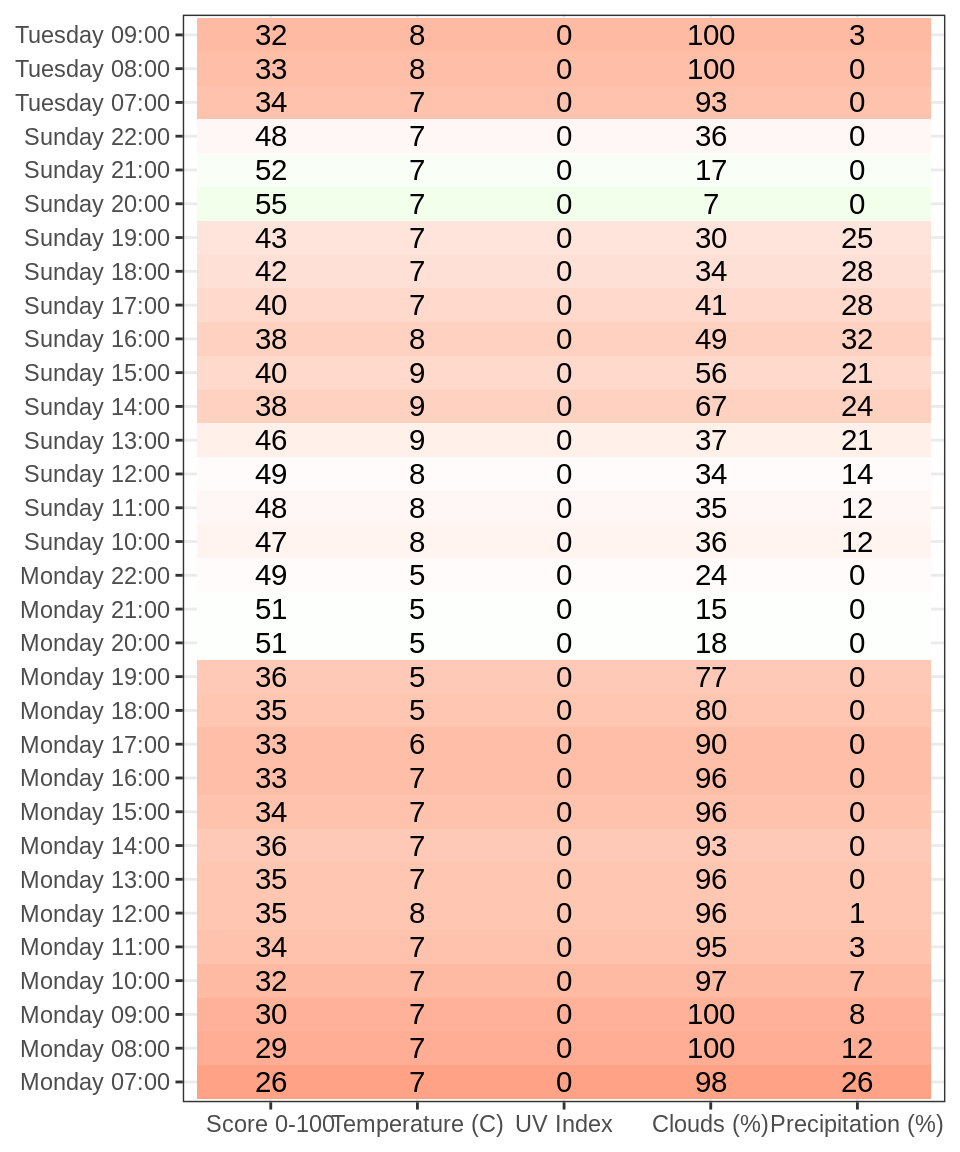 Tuesday 09:00 32 8 0 100 3
Tuesday 08:00 33 8 0 100 0
Tuesday 07:00 34 7 0 93 0
Sunday 22:00 48 7 0 36 0
Sunday 21:00 52 7 0 17 0
Sunday 20:00 55 7 0 7 0
Sunday 19:00 43 7 0 30 25
Sunday 18:00 42 7 0 34 28
Sunday 17:00 40 7 0 41 28
Sunday 16:00 38 8 0 49 32
Sunday 15:00 40 9 0 56 21
Sunday 14:00 38 9 0 67 24
Sunday 13:00 46 9 0 37 21
Sunday 12:00 49 8 0 34 14
Sunday 11:00 48 8 0 35 12
Sunday 10:00 47 8 0 36 12
Monday 22:00 49 5 0 24 0
Monday 21:00 51 5 0 15 0
Monday 20:00 51 5 0 18 0
Monday 19:00 36 5 0 77 0
Monday 18:00 35 5 0 80 0
Monday 17:00 33 6 0 90 0
Monday 16:00 33 7 0 96 0
Monday 15:00 34 7 0 96 0
Monday 14:00 36 7 0 93 0
Monday 13:00 35 7 0 96 0
Monday 12:00 35 8 0 96 1
Monday 11:00 34 7 0 95 3
Monday 10:00 32 7 0 97 7
Monday 09:00 30 7 0 100 8
Monday 08:00 29 7 0 100 12
Monday 07:00 26 7 0 98 26
Score 0-100 Temperature (C) UV Index Clouds (%) Precipitation (%)